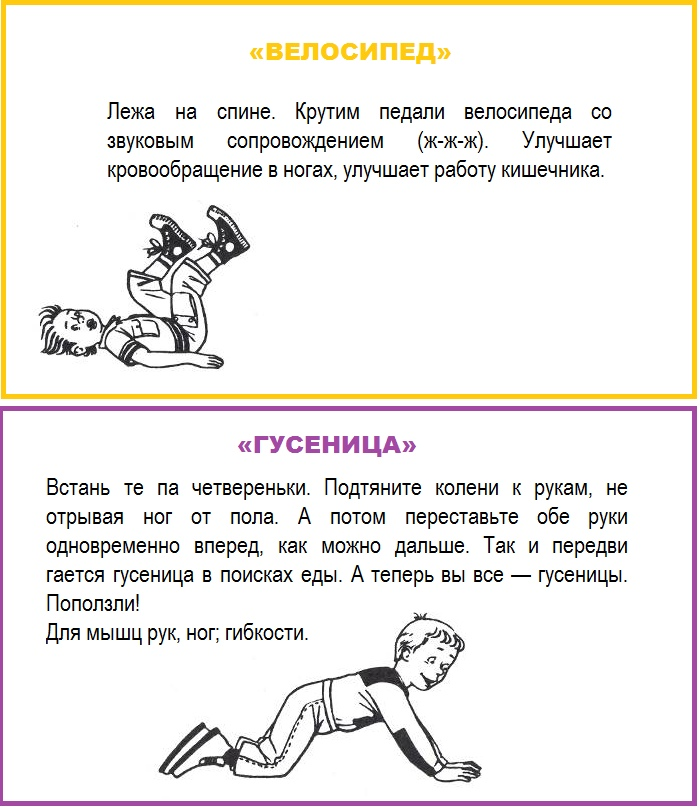 «ВЕЛОСИПЕД»
Лежа на спине. Крутим педали велосипеда со
звуковым сопровождением (ж-ж-ж). Улучшает
кровообращение в ногах, улучшает работу кишечника.
«ГУСЕНИЦА»
Встань те па четвереньки. Подтяните колени к рукам, не
отрывая ног от пола. А потом переставьте обе руки
одновременно вперед, как можно дальше. Так и передви
гается гусеница в поисках еды. А теперь вы все — гусеницы.
Поползли!
Для мышц рук, ног; гибкости.